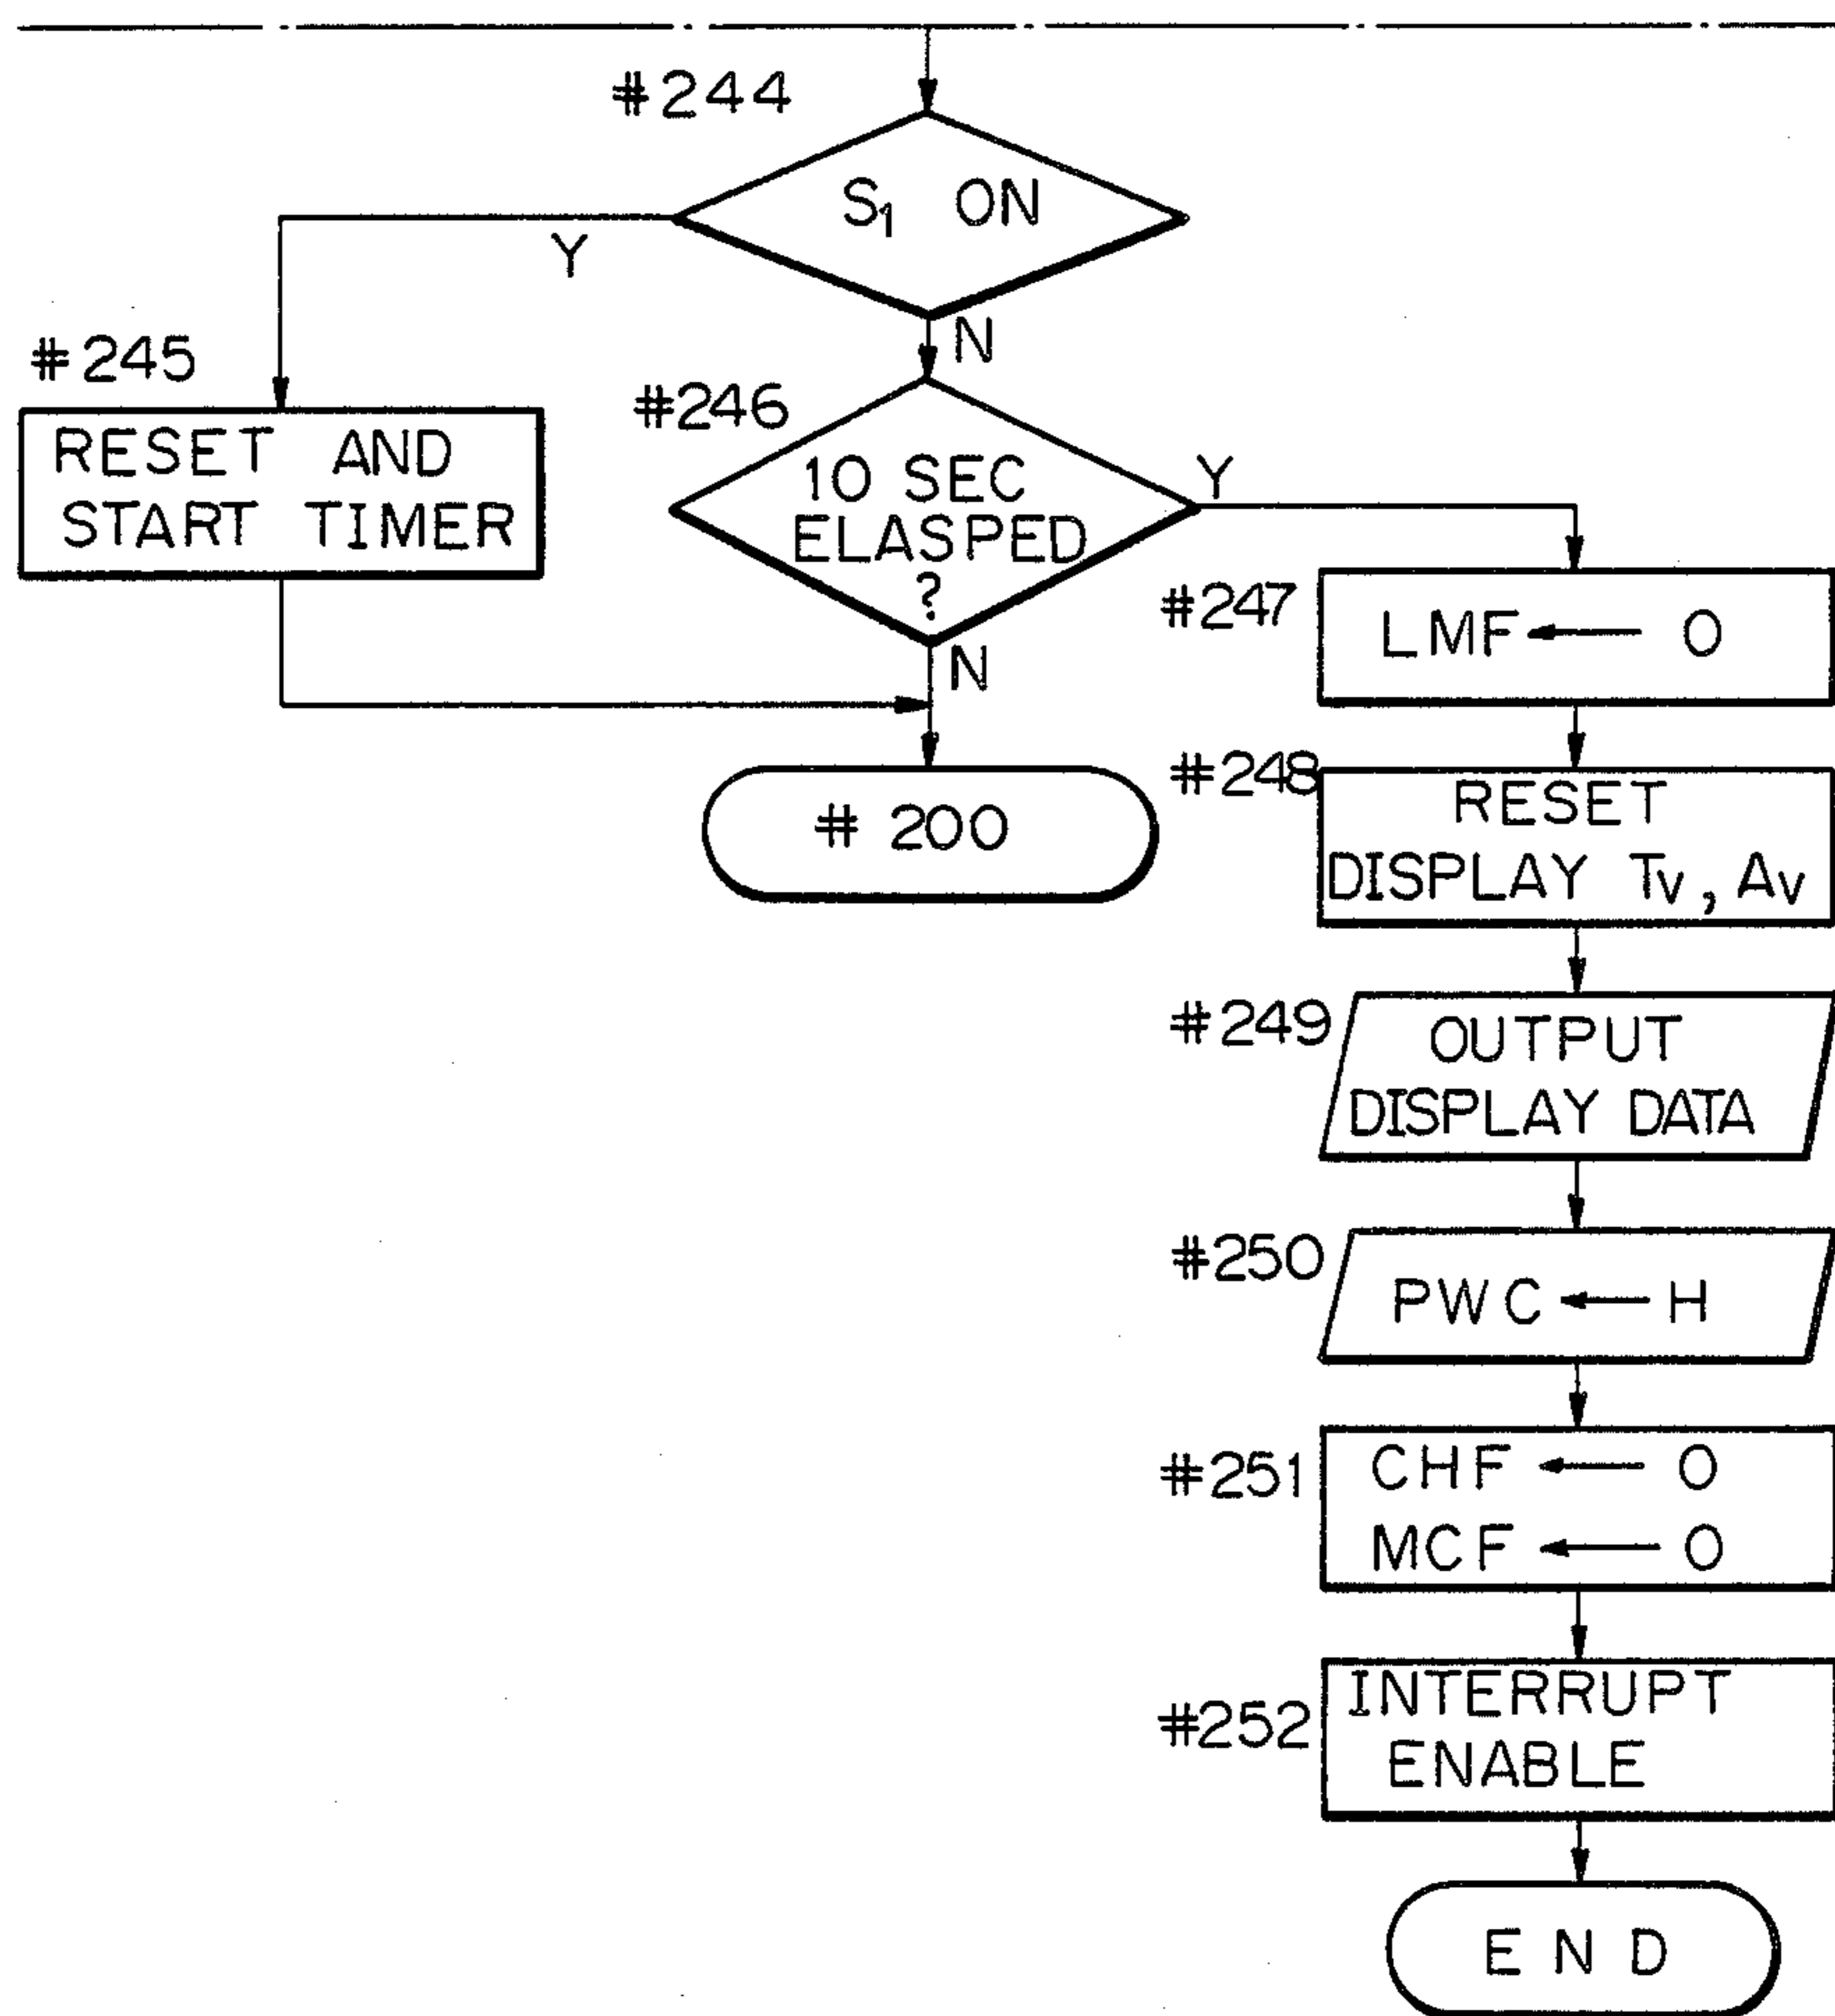 #244
S1 ON
Y
N
#245
RESET AND
START TIMER
#246
10 SEC
ELASPED
?
Y
N
# 200
#247
LMF ← 0
#248
RESET
DISPLAY Tv, Av
#249
OUTPUT
DISPLAY DATA
#250
PWC ← H
#251
CHF ← 0
MCF ← 0
#252
INTERRUPT
ENABLE
END